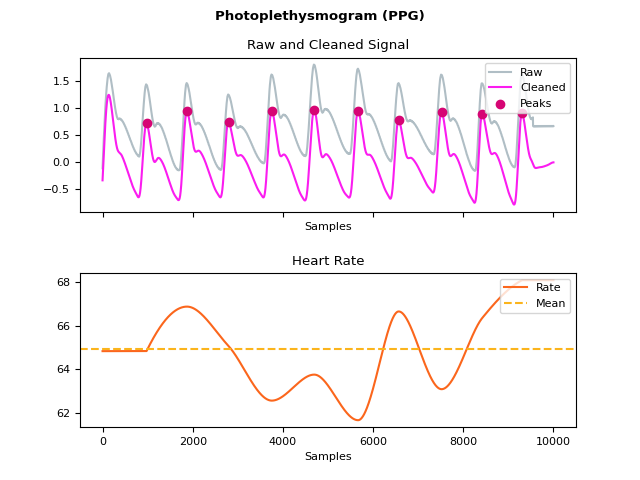 Photoplethysmogram (PPG)
Raw and Cleaned Signal
1.5
1.0
0.5
0.0
−0.5
Raw
Cleaned
Peaks
Samples
Heart Rate
68
66
64
62
Rate
Mean
0 2000 4000 6000 8000 10000
Samples